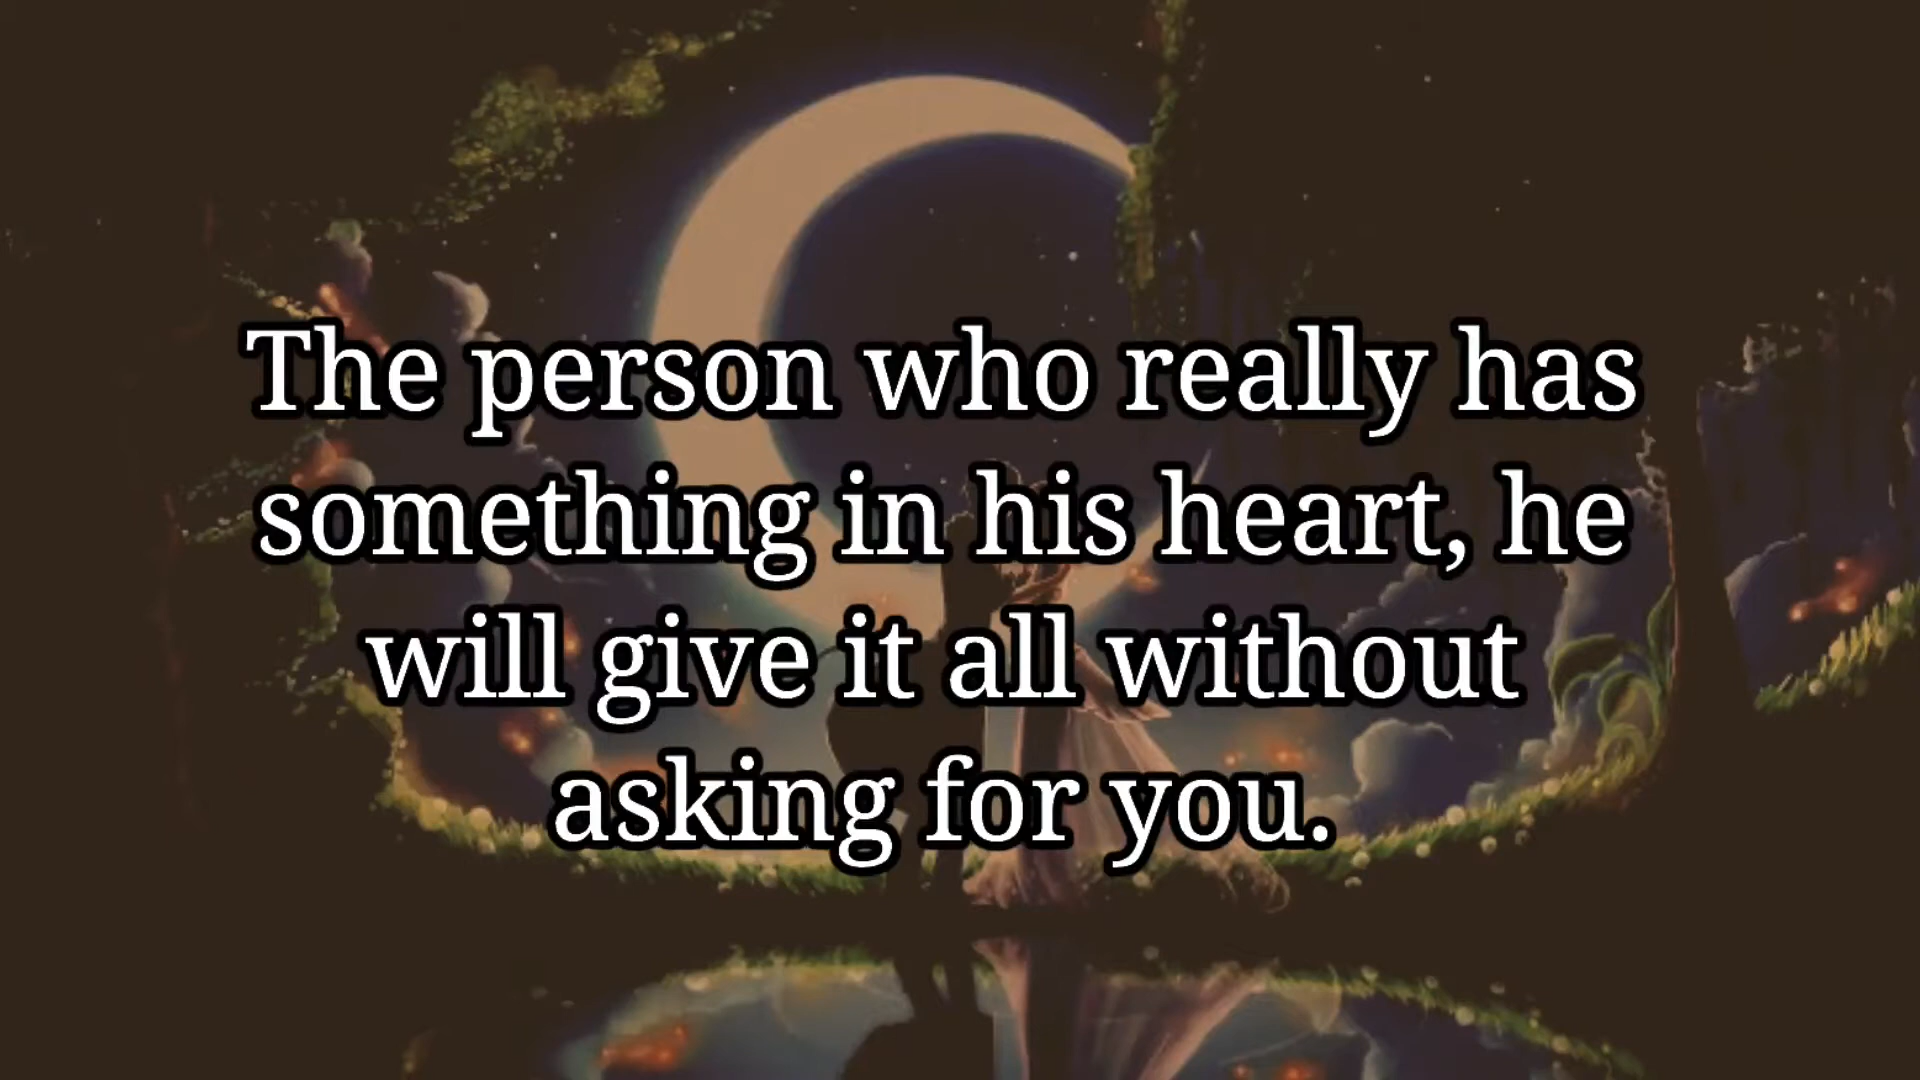 The person who really has
something in his heart, he
will give it all without
asking for you.